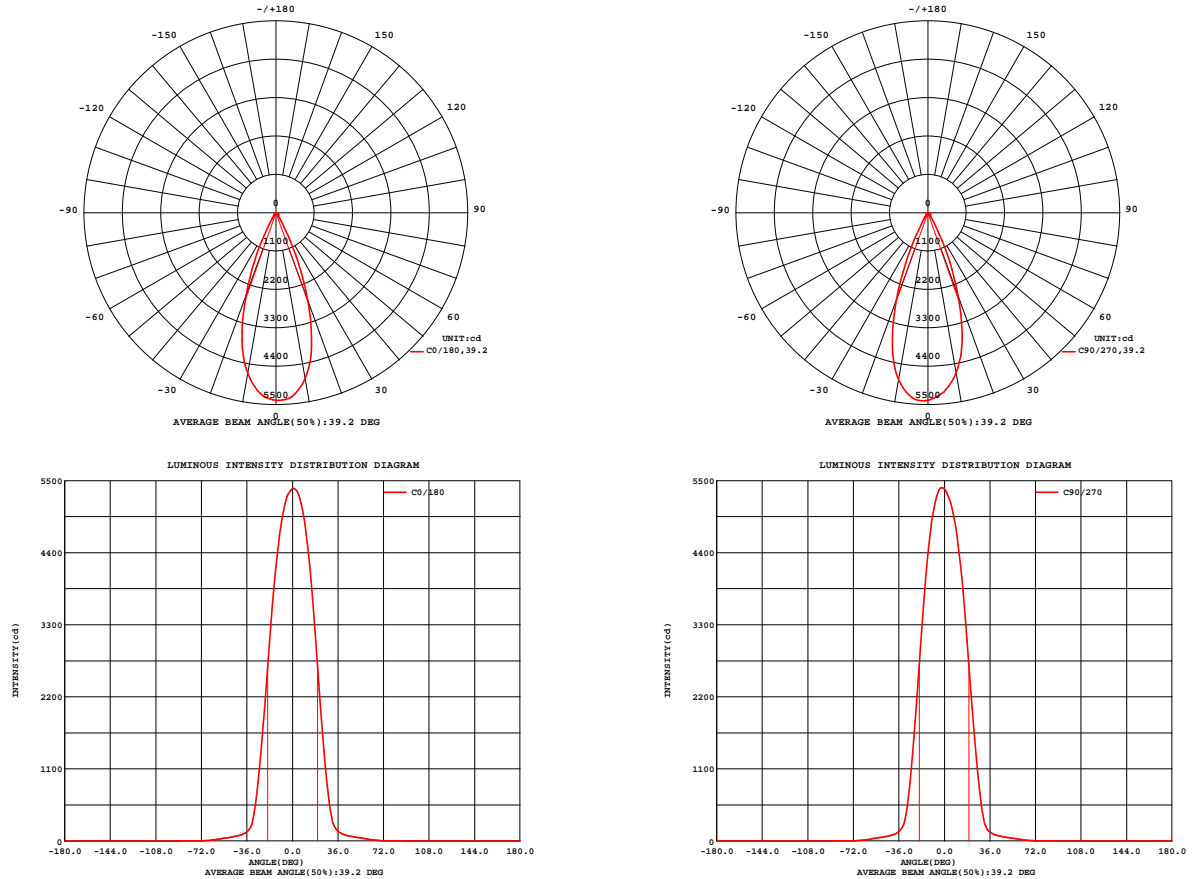 -/+180
-150
150
-120
120
-90
90
-60
60
-30
30
0
0
1100
2200
3300
4400
5500
UNIT:cd
C0/180,39.2
AVERAGE BEAM ANGLE(50%):39.2 DEG
-/+180
-150
150
-120
120
-90
90
-60
60
-30
30
0
0
1100
2200
3300
4400
5500
UNIT:cd
C90/270,39.2
AVERAGE BEAM ANGLE(50%):39.2 DEG
LUMINOUS INTENSITY DISTRIBUTION DIAGRAM
C0/180
5500
4400
3300
2200
1100
0
INTENSITY(cd)
-180.0 -144.0 -108.0 -72.0 -36.0 0.0 36.0 72.0 108.0 144.0 180.0
ANGLE(DEG)
AVERAGE BEAM ANGLE(50%):39.2 DEG
LUMINOUS INTENSITY DISTRIBUTION DIAGRAM
C90/270
5500
4400
3300
2200
1100
0
INTENSITY(cd)
-180.0 -144.0 -108.0 -72.0 -36.0 0.0 36.0 72.0 108.0 144.0 180.0
ANGLE(DEG)
AVERAGE BEAM ANGLE(50%):39.2 DEG